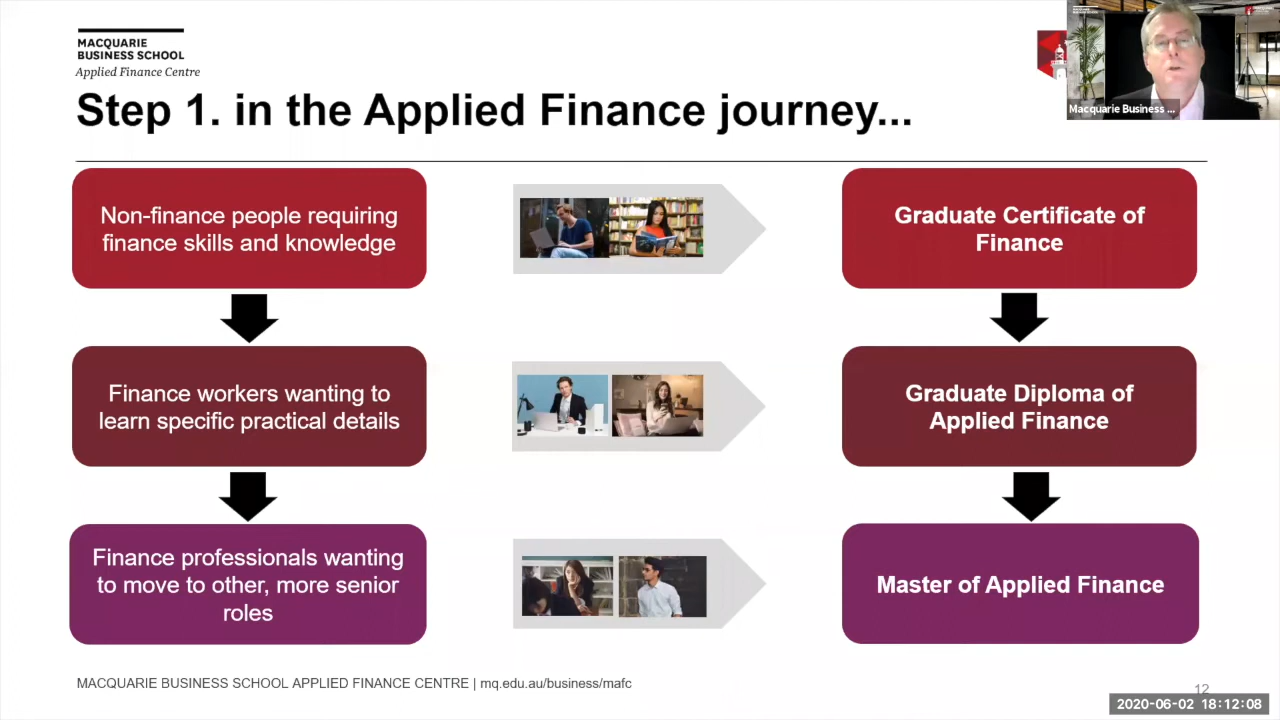 MACQUARIE
BUSINESS SCHOOL
Applied Finance Centre
Step 1. in the Applied Finance journey...
Macquarie Business ...
Non-finance people requiring
finance skills and knowledge
Graduate Certificate of
Finance
Finance workers wanting to
learn specific practical details
Graduate Diploma of
Applied Finance
Finance professionals wanting
to move to other, more senior
roles
Master of Applied Finance
MACQUARIE BUSINESS SCHOOL APPLIED FINANCE CENTRE | mq.edu.au/business/mafc
12
2020-06-02 18:12:08